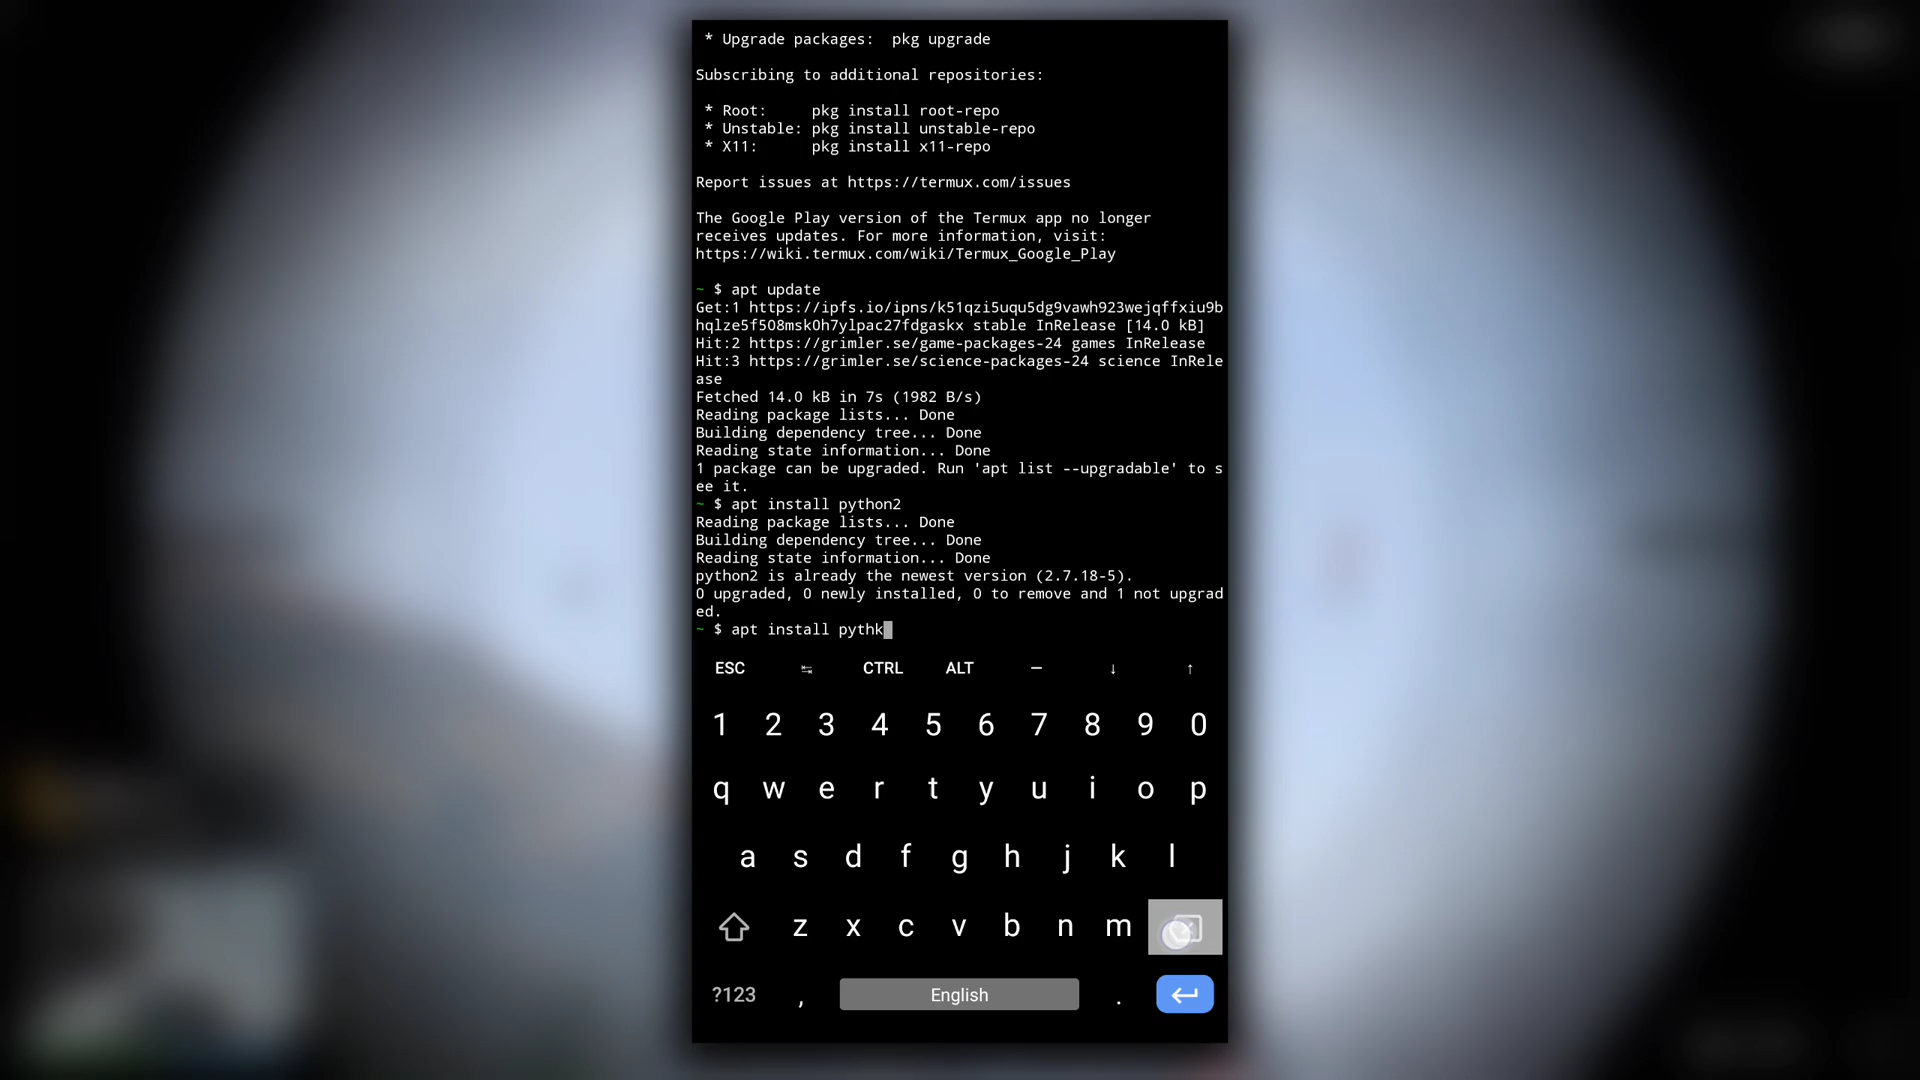 * Upgrade packages:  pkg upgrade
Subscribing to additional repositories:
* Root:     pkg install root-repo
* Unstable: pkg install unstable-repo
* X11:      pkg install x11-repo
Report issues at https://termux.com/issues
The Google Play version of the Termux app no longer
receives updates. For more information, visit:
https://wiki.termux.com/wiki/Termux_Google_Play
~ $ apt update
Get:1 https://ipfs.io/ipns/k51qzi5uqu5dg9vawh923wejqffxiu9b
hqlze5f508msk0h7ylpac27fdgaskx stable InRelease [14.0 kB]
Hit:2 https://grimler.se/game-packages-24 games InRelease
Hit:3 https://grimler.se/science-packages-24 science InRele
ase
Fetched 14.0 kB in 7s (1982 B/s)
Reading package lists... Done
Building dependency tree... Done
Reading state information... Done
1 package can be upgraded. Run 'apt list --upgradable' to s
ee it.
~ $ apt install python2
Reading package lists... Done
Building dependency tree... Done
Reading state information... Done
python2 is already the newest version (2.7.18-5).
0 upgraded, 0 newly installed, 0 to remove and 1 not upgrad
ed.
~ $ apt install pythk
ESC ↹ CTRL ALT — ↓ ↑
1 2 3 4 5 6 7 8 9 0
q w e r t y u i o p
a s d f g h j k l
z x c v b n m
?123 , English .